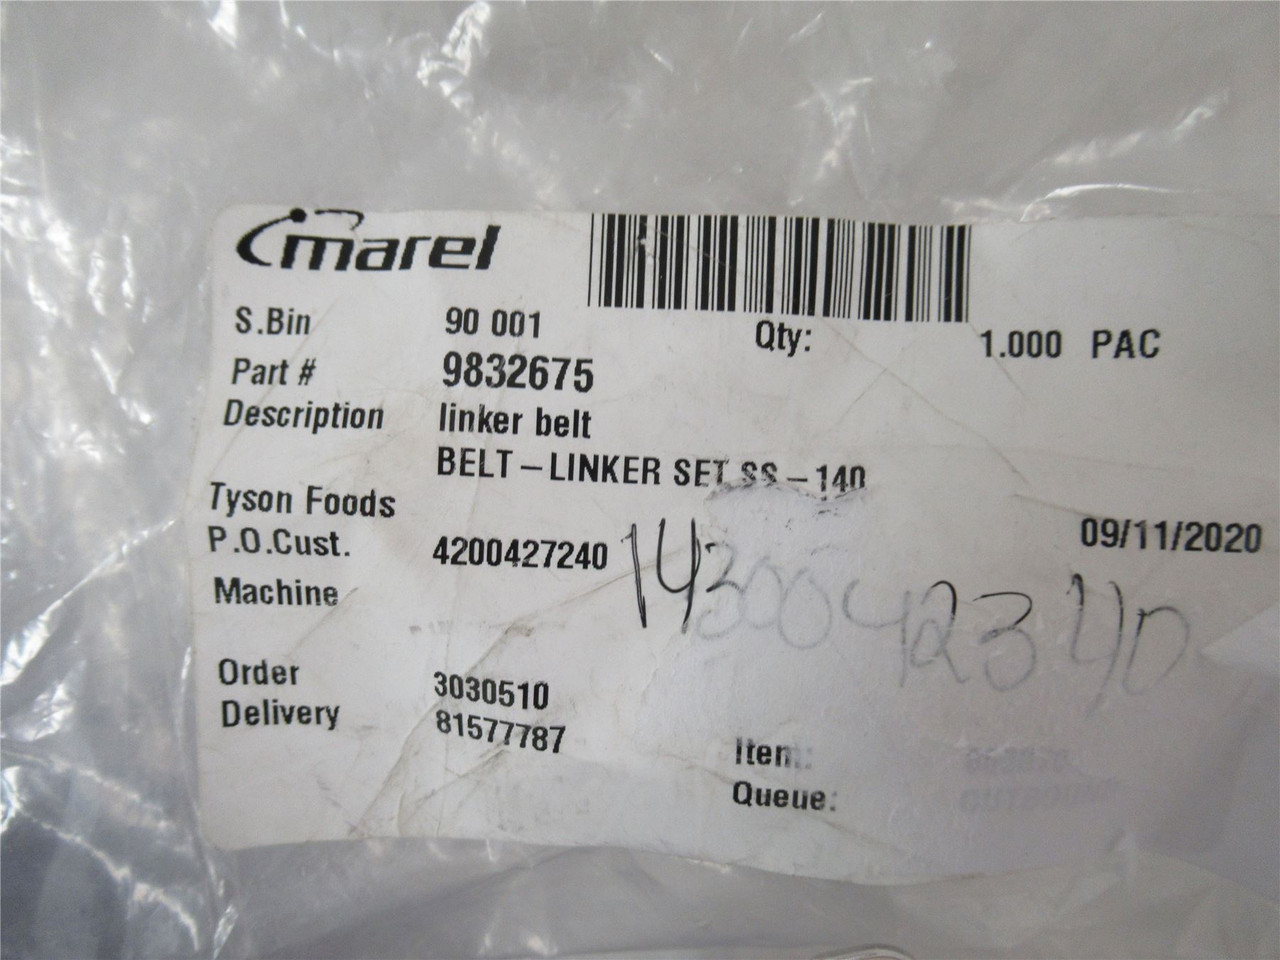 marel
S.Bin 90 001 Qty: 1.000 PAC
Part # 9832675
Description linker belt
BELT-LINKER SET SS-140
Tyson Foods 09/11/2020
P.O.Cust. 4200427240
Machine
Order 3030510
Delivery 81577787
Item:
Queue: